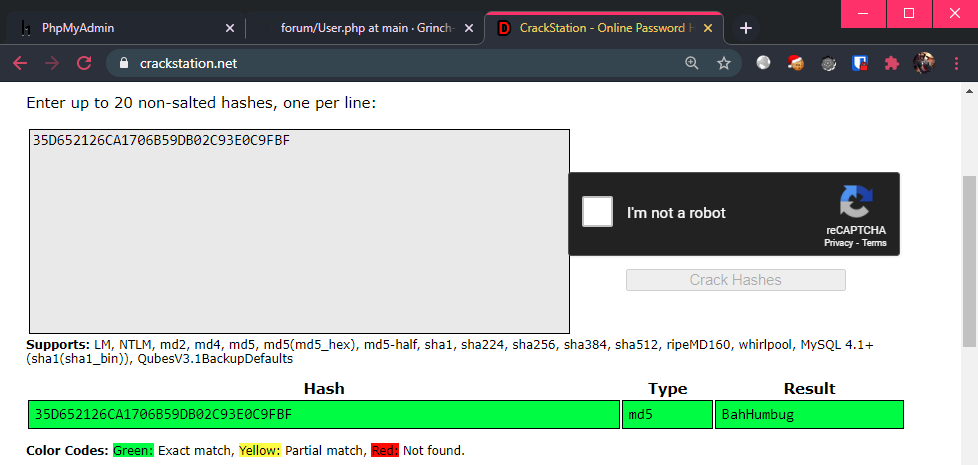 PhpMyAdmin
forum/User.php at main · Grinch-
CrackStation - Online Password H
crackstation.net
Enter up to 20 non-salted hashes, one per line:
35D652126CA1706B59DB02C93E0C9FBF
I'm not a robot
reCAPTCHA
Privacy - Terms
Crack Hashes
Supports: LM, NTLM, md2, md4, md5, md5(md5_hex), md5-half, sha1, sha224, sha256, sha384, sha512, ripeMD160, whirlpool, MySQL 4.1+
(sha1(sha1_bin)), QubesV3.1BackupDefaults
Hash Type Result
35D652126CA1706B59DB02C93E0C9FBF md5 BahHumbug
Color Codes: Green: Exact match, Yellow: Partial match, Red: Not found.